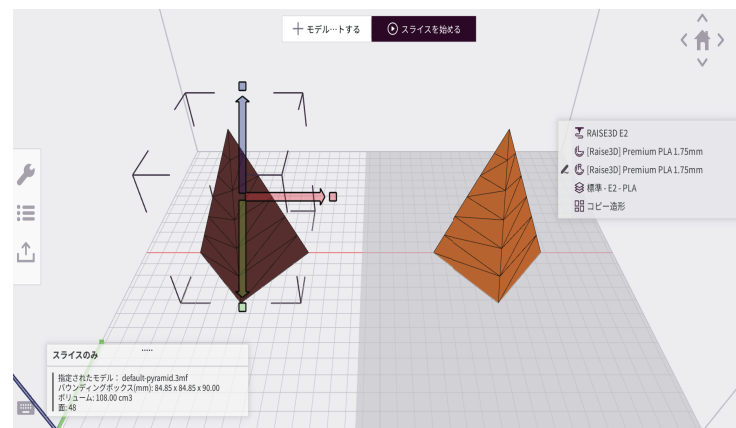 モデル…トする
スライスを始める
RAISE3D E2
[Raise3D] Premium PLA 1.75mm
[Raise3D] Premium PLA 1.75mm
標準 - E2 - PLA
コピー造形
スライスのみ
指定されたモデル： default-pyramid.3mf
バウンディングボックス(mm): 84.85 x 84.85 x 90.00
ボリューム: 108.00 cm3
面: 48